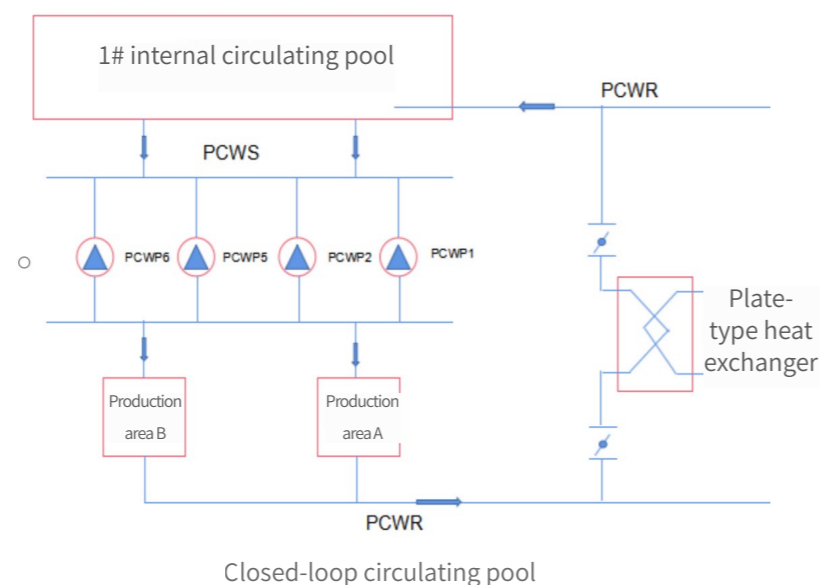 1# internal circulating pool
PCWR
PCWS
PCWP6
PCWP5
PCWP2
PCWP1
Plate-
type heat
exchanger
Production
area B
Production
area A
PCWR
Closed-loop circulating pool